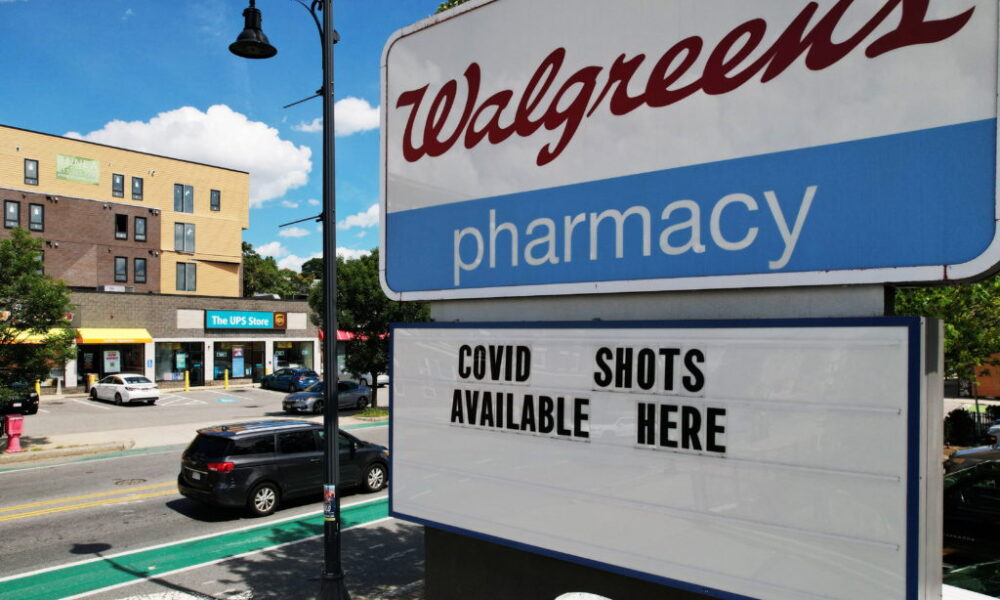 Walgreens
pharmacy
COVID SHOTS
AVAILABLE HERE
The UPS Store